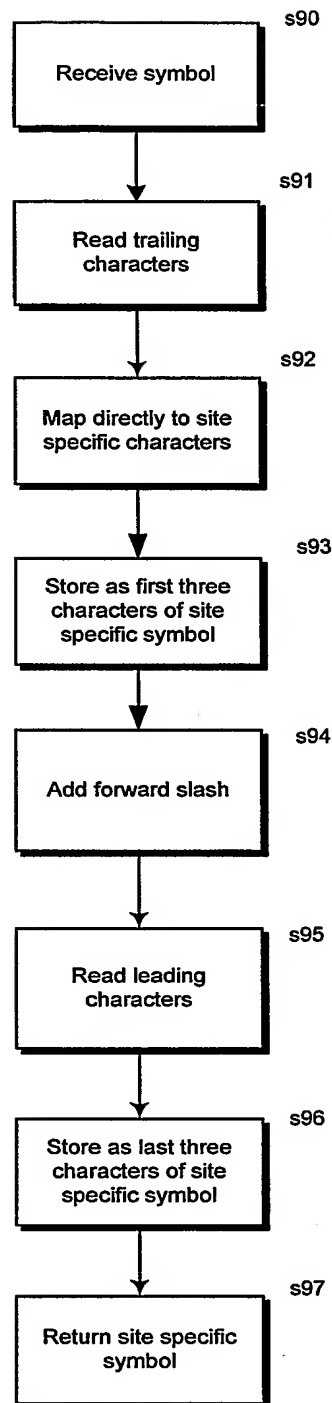 s90
Receive symbol
s91
Read trailing
characters
s92
Map directly to site
specific characters
s93
Store as first three
characters of site
specific symbol
s94
Add forward slash
s95
Read leading
characters
s96
Store as last three
characters of site
specific symbol
s97
Return site specific
symbol